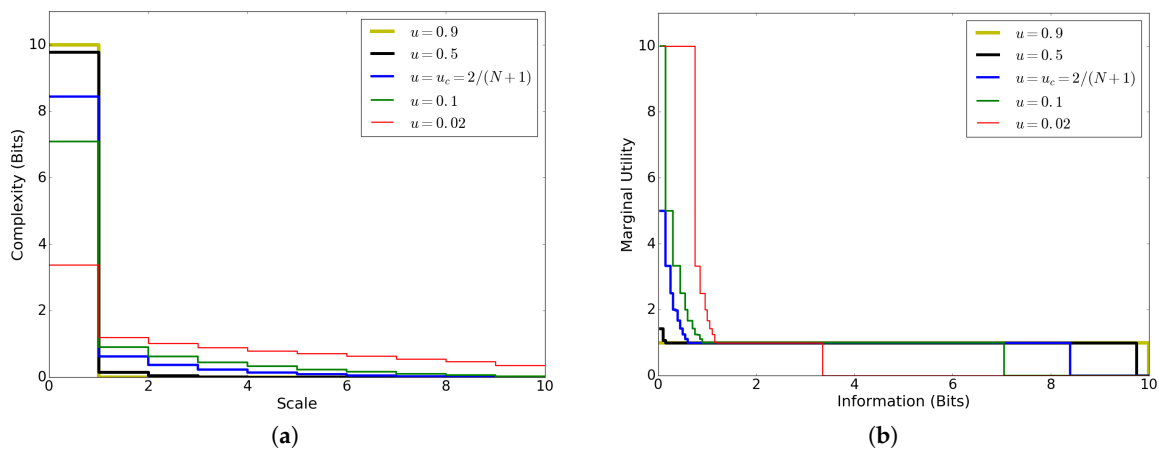 10
8
6
4
2
0
0
2
4
6
8
10
Complexity (Bits)
Scale
u = 0.9
u = 0.5
u = u_c = 2/(N+1)
u = 0.1
u = 0.02
(a)
10
8
6
4
2
0
0
2
4
6
8
10
Marginal Utility
Information (Bits)
u = 0.9
u = 0.5
u = u_c = 2/(N+1)
u = 0.1
u = 0.02
(b)